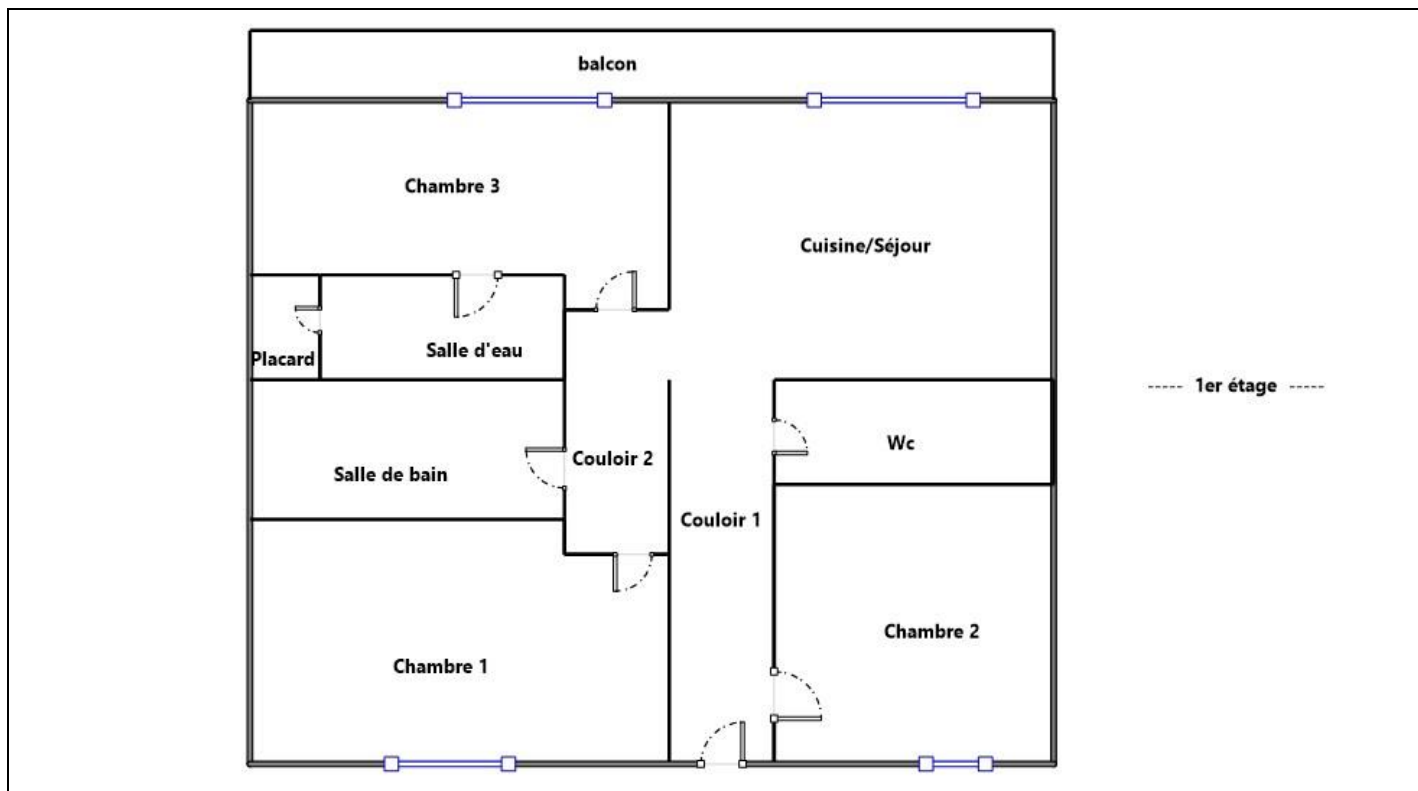 balcon
Chambre 3
Cuisine/Séjour
Placard
Salle d'eau
----- 1er étage -----
Salle de bain
Couloir 2
Wc
Couloir 1
Chambre 1
Chambre 2